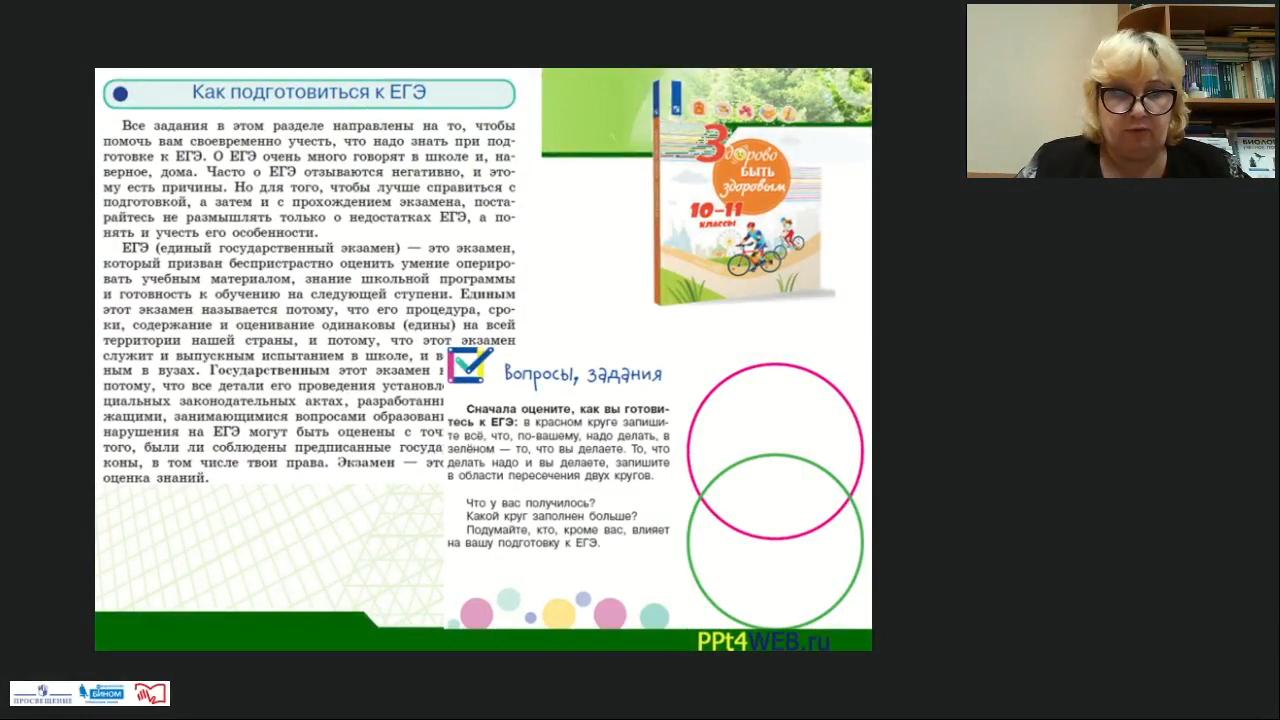 Как подготовиться к ЕГЭ
Все задания в этом разделе направлены на то, чтобы
помочь вам своевременно учесть, что надо знать при под-
готовке к ЕГЭ. О ЕГЭ очень много говорят в школе и, на-
верное, дома. Часто о ЕГЭ отзываются негативно, и это-
му есть причины. Но для того, чтобы лучше справиться с
подготовкой, а затем и с прохождением экзамена, поста-
райтесь не размышлять только о недостатках ЕГЭ, а по-
нять и учесть его особенности.
ЕГЭ (единый государственный экзамен) — это экзамен,
который призван беспристрастно оценить умение опериро-
вать учебным материалом, знание школьной программы
и готовность к обучению на следующей ступени. Единым
этот экзамен называется потому, что его процедура, сро-
ки, содержание и оценивание одинаковы (едины) на всей
территории нашей страны, и потому, что этот экзамен
служит и выпускным испытанием в школе, и в
ным в вузах. Государственным этот экзамен
потому, что все детали его проведения установл
циальных законодательных актах, разработанн
жащими, занимающимися вопросами образован
нарушения на ЕГЭ могут быть оценены с точ
того, были ли соблюдены предписанные госуда
коны, в том числе твои права. Экзамен — это
оценка знаний.
Здорово
БЫТЬ
здоровым
10–11
классы
Вопросы, задания
Сначала оцените, как вы готови-
тесь к ЕГЭ: в красном круге запиши-
те всё, что, по-вашему, надо делать, в
зелёном — то, что вы делаете. То, что
делать надо и вы делаете, запишите
в области пересечения двух кругов.
Что у вас получилось?
Какой круг заполнен больше?
Подумайте, кто, кроме вас, влияет
на вашу подготовку к ЕГЭ.
PPt4WEB.ru
ПРОСВЕЩЕНИЕ
БИНОМ